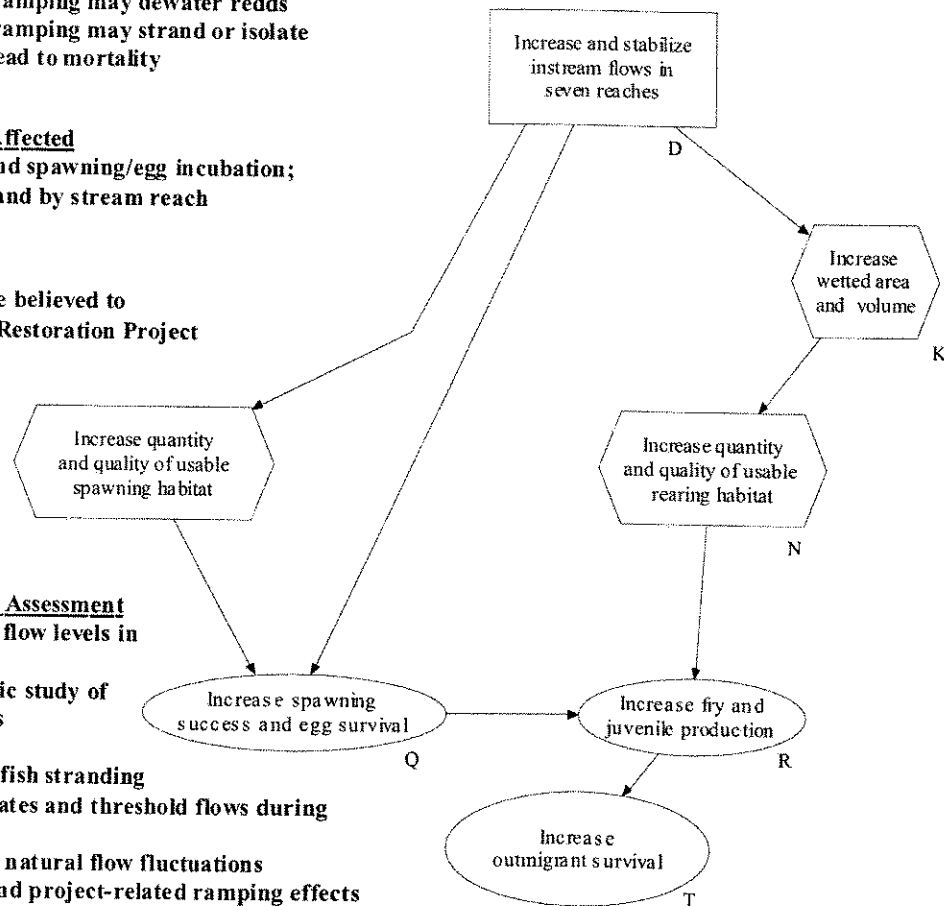 ramping may dewater redds
ramping may strand or isolate
ead to mortality
ffected
nd spawning/egg incubation;
and by stream reach
e believed to
Restoration Project
Assessment
flow levels in
ic study of
s
fish stranding
ates and threshold flows during
natural flow fluctuations
nd project-related ramping effects
Increase and stabilize
instream flows in
seven reaches
D
Increase
wetted area
and volume
K
Increase quantity
and quality of usable
spawning habitat
Increase quantity
and quality of usable
rearing habitat
N
Increase spawning
success and egg survival
Q
Increase fry and
juvenile production
R
Increase
outmigrant survival
T